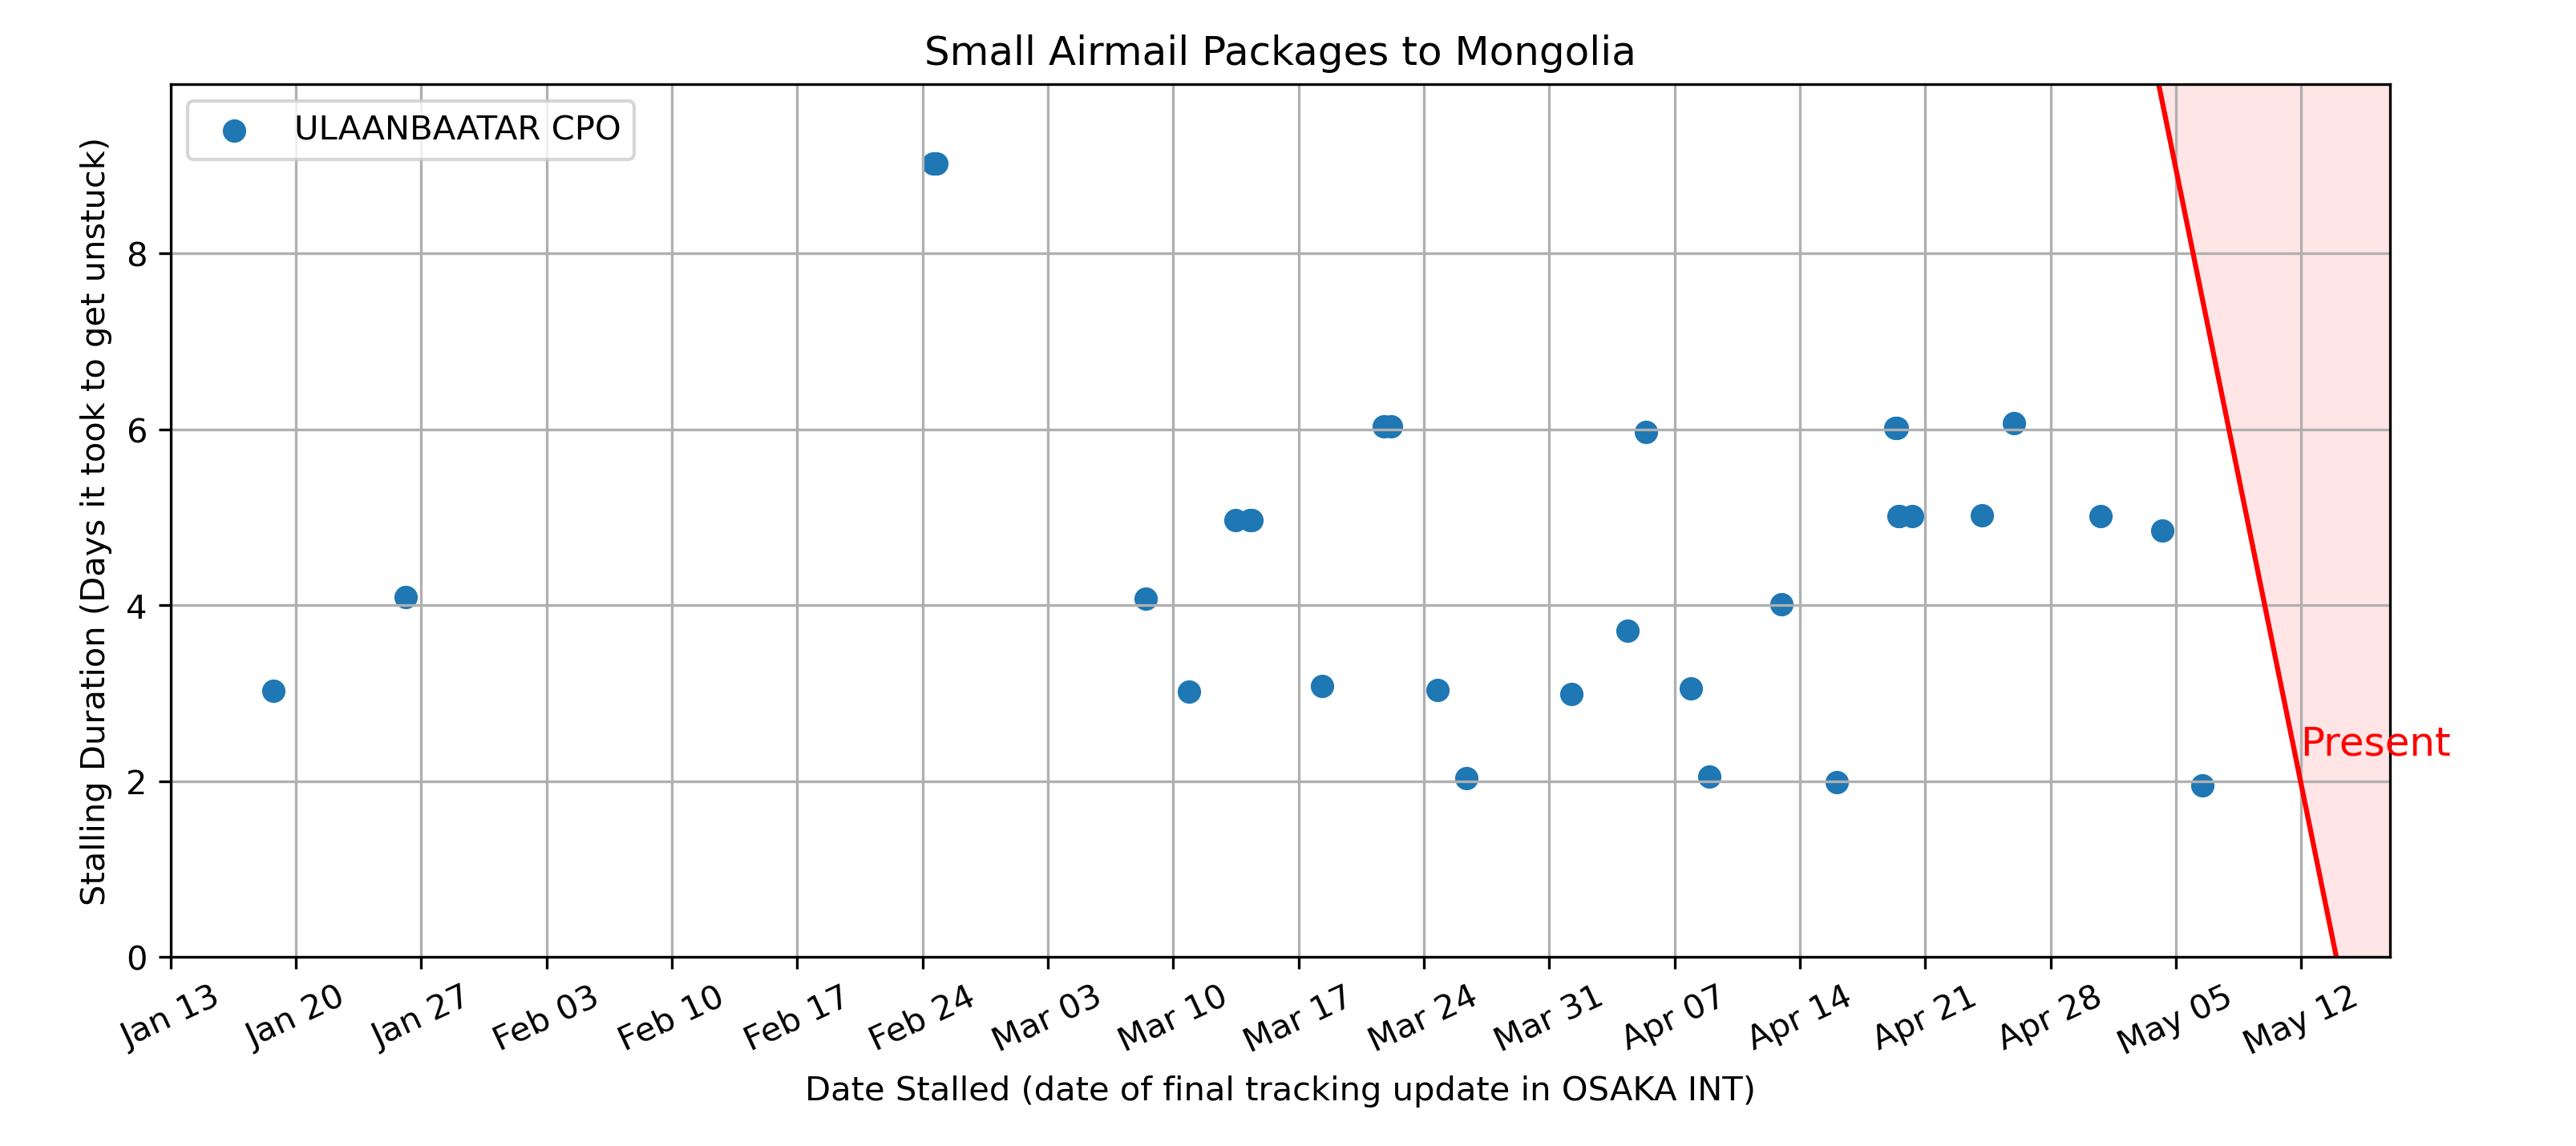 Small Airmail Packages to Mongolia
ULAANBAATAR CPO
Stalling Duration (Days it took to get unstuck)
8
6
4
2
0
Present
Jan 13
Jan 20
Jan 27
Feb 03
Feb 10
Feb 17
Feb 24
Mar 03
Mar 10
Mar 17
Mar 24
Mar 31
Apr 07
Apr 14
Apr 21
Apr 28
May 05
May 12
Date Stalled (date of final tracking update in OSAKA INT)